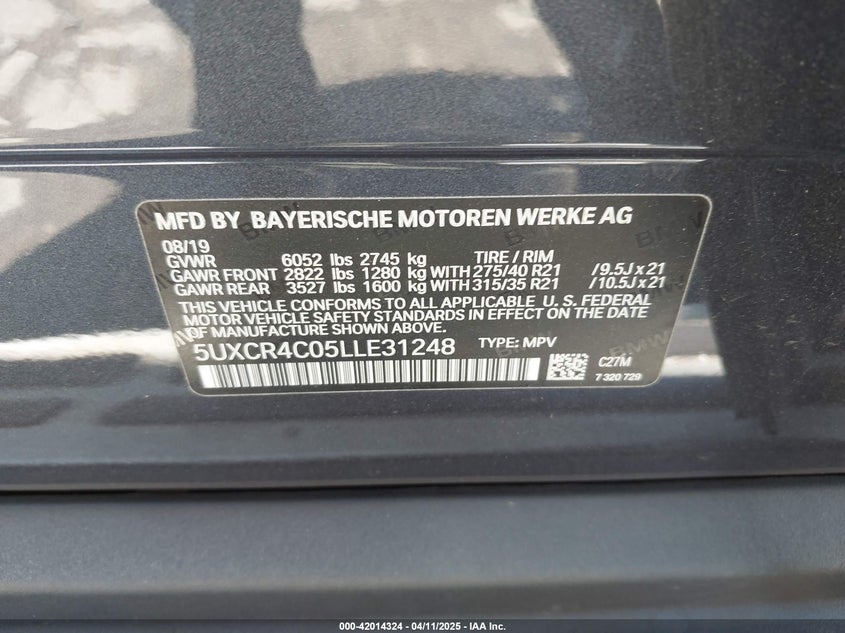 MFD BY BAYERISCHE MOTOREN WERKE AG
08/19
GVWR 6052 lbs 2745 kg TIRE / RIM
GAWR FRONT 2822 lbs 1280 kg WITH 275/40 R21 / 9.5J x 21
GAWR REAR 3527 lbs 1600 kg WITH 315/35 R21 / 10.5J x 21
THIS VEHICLE CONFORMS TO ALL APPLICABLE U. S. FEDERAL
MOTOR VEHICLE SAFETY STANDARDS IN EFFECT ON THE DATE
OF MANUFACTURE SHOWN ABOVE.
5UXCR4C05LLE31248 TYPE: MPV
C27M
7 320 729
000-42014324 | 04/11/2025 - IAA Inc.